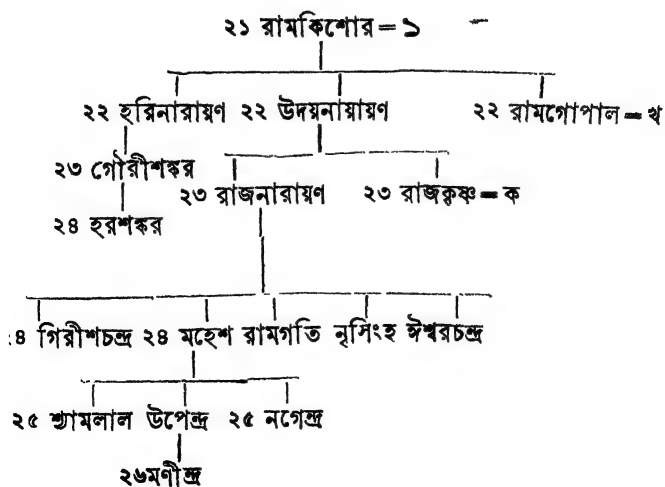 ২১ রামকিশোর = ১
২২ হরিনারায়ণ ২২ উদয়নারায়ণ ২২ রামগোপাল = খ
২৩ গৌরীশঙ্কর
২৩ রাজনারায়ণ ২৩ রাজকৃষ্ণ = ক
২৪ হরশঙ্কর
২৪ গিরীশচন্দ্র ২৪ মহেশ রামগতি নৃসিংহ ঈশ্বরচন্দ্র
২৫ শ্যামলাল উপেন্দ্র ২৫ নগেন্দ্র
২৬মণীন্দ্র